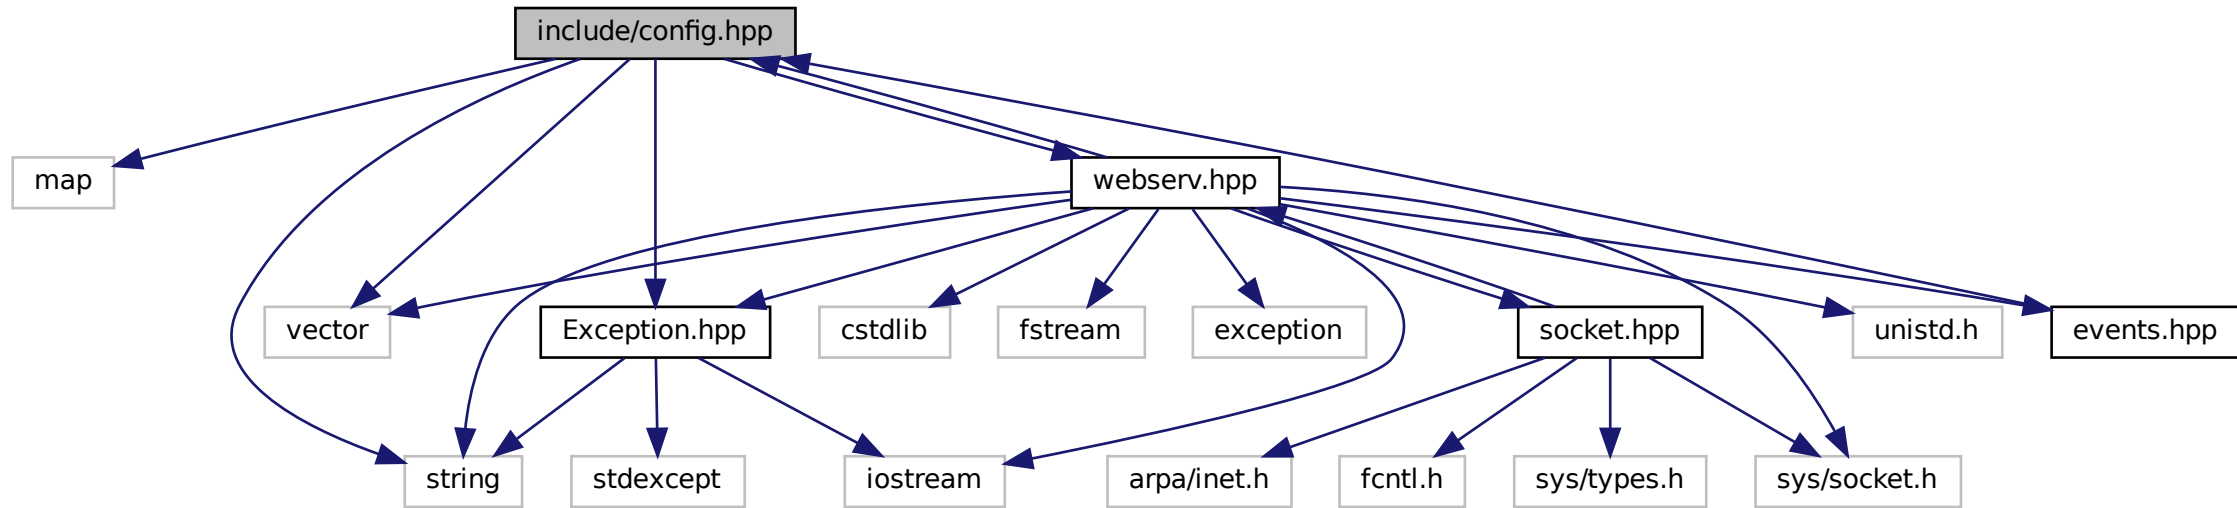 include/config.hpp
map
webserv.hpp
vector
Exception.hpp
cstdlib
fstream
exception
socket.hpp
unistd.h
events.hpp
string
stdexcept
iostream
arpa/inet.h
fcntl.h
sys/types.h
sys/socket.h